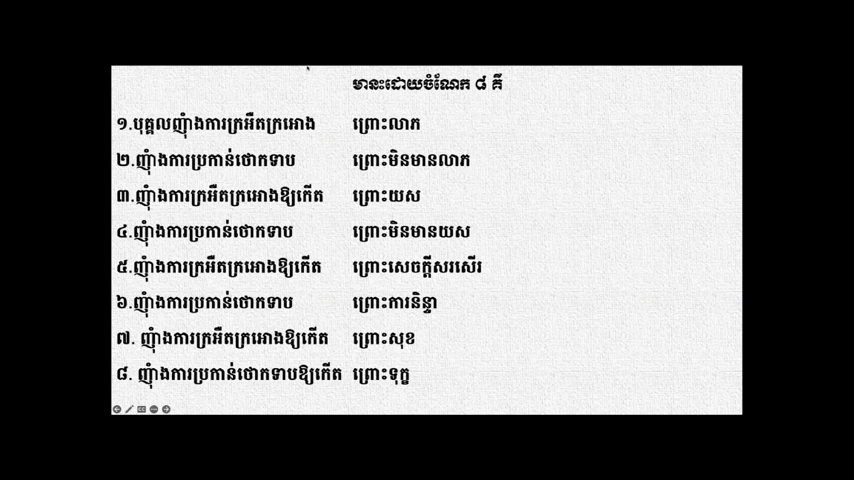 មានះដោយចំណែក ៨ គឺ
១.បុគ្គលញុំាងការក្រអឺតក្រអោង ព្រោះលាភ
២.ញុំាងការប្រកាន់ថោកទាប ព្រោះមិនមានលាភ
៣.ញុំាងការក្រអឺតក្រអោងឱ្យកើត ព្រោះយស
៤.ញុំាងការប្រកាន់ថោកទាប ព្រោះមិនមានយស
៥.ញុំាងការក្រអឺតក្រអោងឱ្យកើត ព្រោះសេចក្តីសរសើរ
៦.ញុំាងការប្រកាន់ថោកទាប ព្រោះការនិន្ទា
៧. ញុំាងការក្រអឺតក្រអោងឱ្យកើត ព្រោះសុខ
៨. ញុំាងការប្រកាន់ថោកទាបឱ្យកើត ព្រោះទុក្ខ